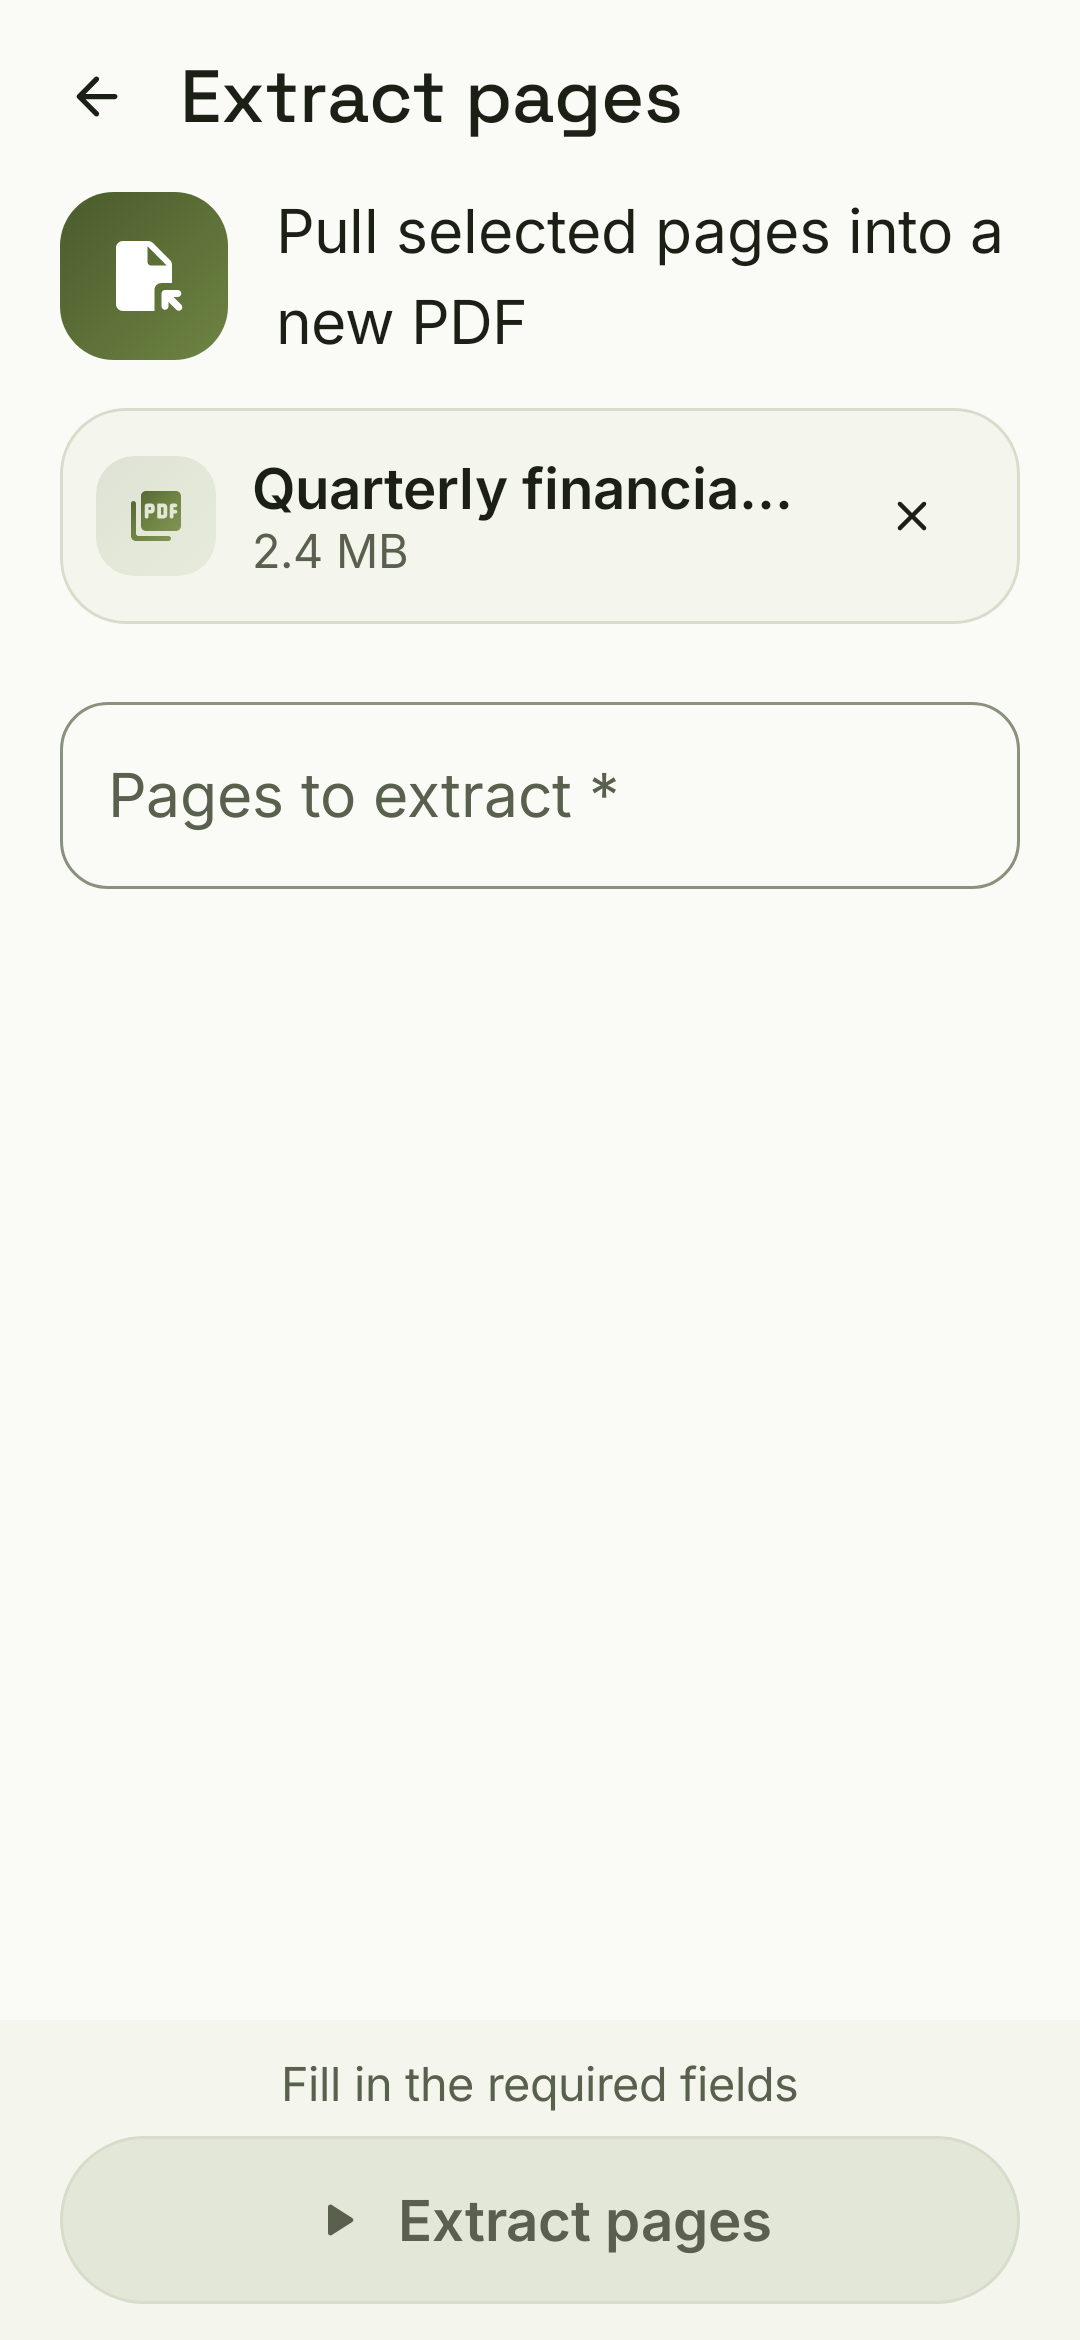 Extract pages
Pull selected pages into a
new PDF
PDF
Quarterly financia...
2.4 MB
Pages to extract *
Fill in the required fields
Extract pages